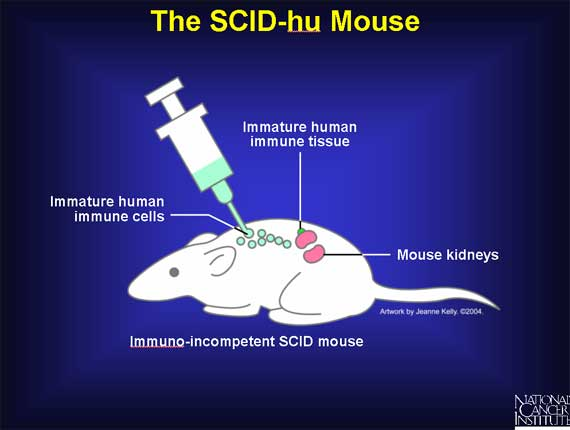 The SCID-hu Mouse
Immature human
immune tissue
Immature human
immune cells
Mouse kidneys
Artwork by Jeanne Kelly. ©2004.
Immuno-incompetent SCID mouse
NATIONAL
CANCER
INSTITUTE